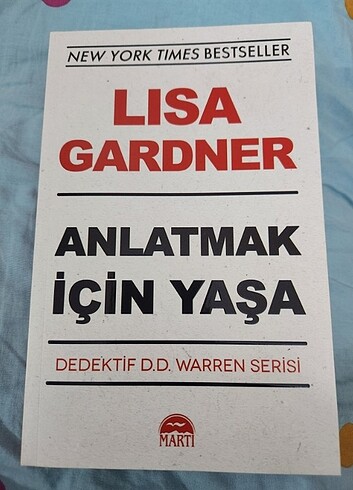 NEW YORK TIMES BESTSELLER
LISA
GARDNER
ANLATMAK
İÇİN YAŞA
DEDEKTİF D.D. WARREN SERİSİ
MARTI